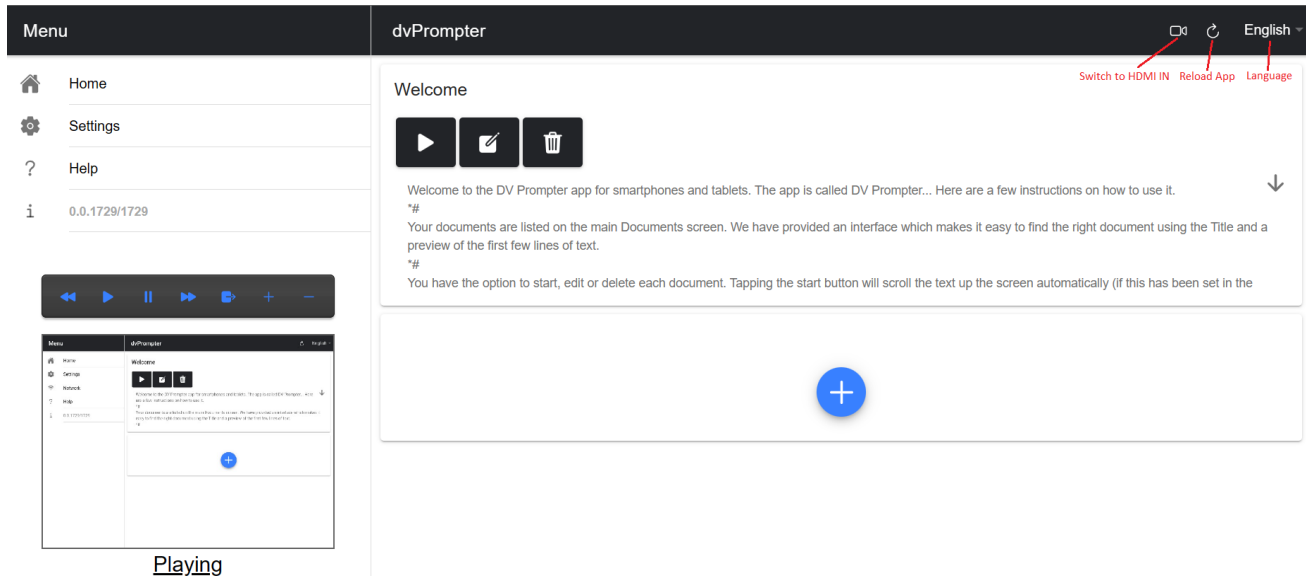 Menu
dvPrompter
English
Switch to HDMI IN
Reload App
Language
Home
Settings
Help
i
0.0.1729/1729
Welcome
Welcome to the DV Prompter app for smartphones and tablets. The app is called DV Prompter... Here are a few instructions on how to use it.
*#
Your documents are listed on the main Documents screen. We have provided an interface which makes it easy to find the right document using the Title and a
preview of the first few lines of text.
*#
You have the option to start, edit or delete each document. Tapping the start button will scroll the text up the screen automatically (if this has been set in the
Menu
dvPrompter
English
Home
Settings
Network
Help
0.0.1729/1729
Welcome
Playing